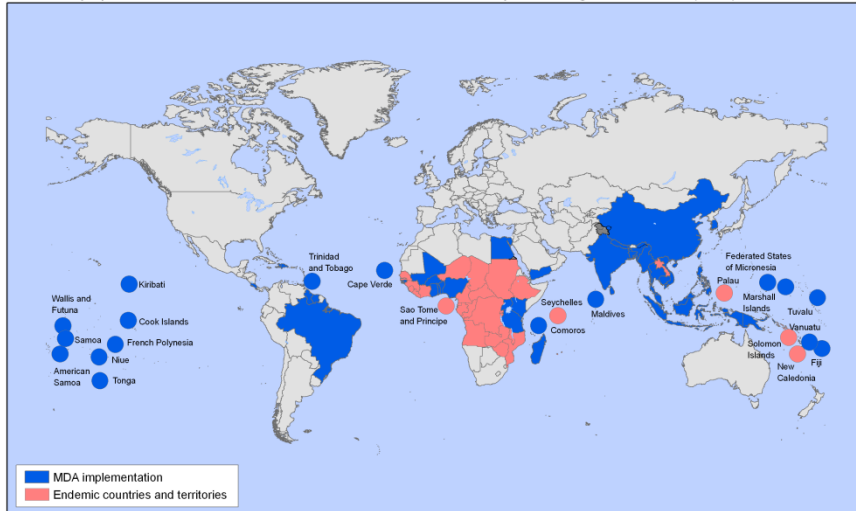 Trinidad
and Tobago
Cape Verde
Kiribati
Wallis and
Futuna
Cook Islands
Samoa
French Polynesia
Niue
American
Samoa
Tonga
Sao Tome
and Principe
Seychelles
Comoros
Maldives
Federated States
of Micronesia
Palau
Marshall
Islands
Tuvalu
Vanuatu
Solomon
Islands
Fiji
New
Caledonia
MDA implementation
Endemic countries and territories